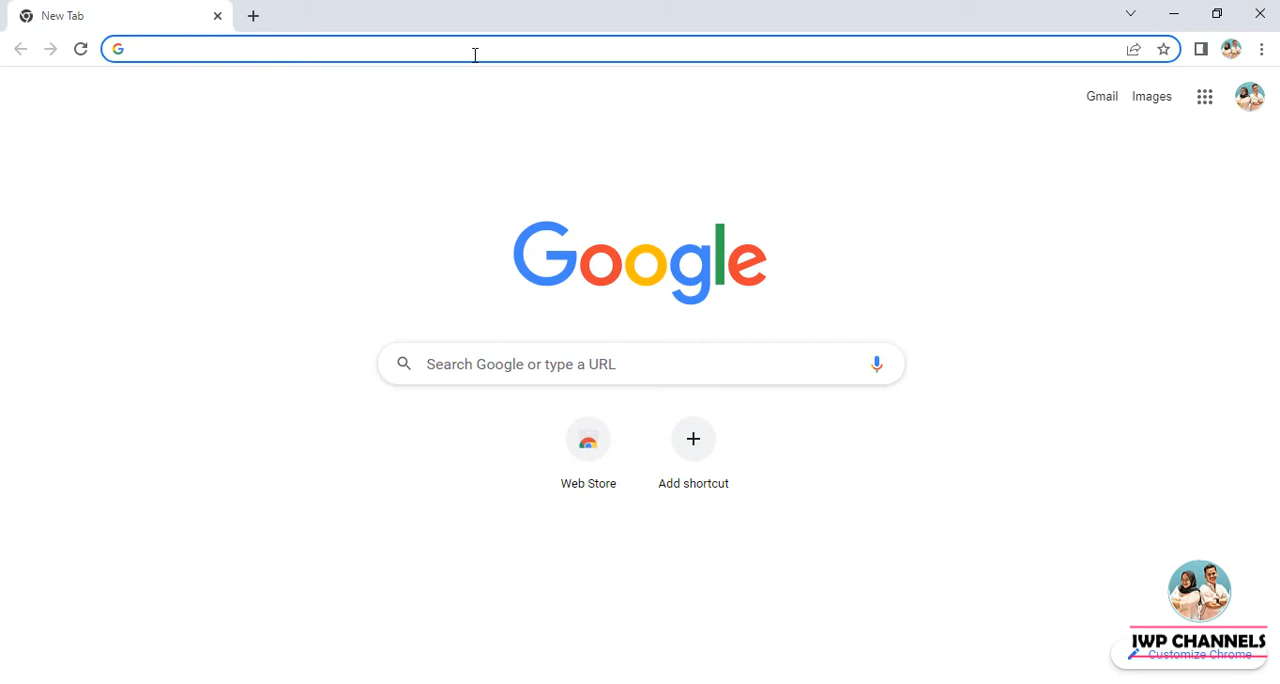 New Tab
Gmail Images
Google
Search Google or type a URL
Web Store
Add shortcut
IWP CHANNELS
Customize Chrome